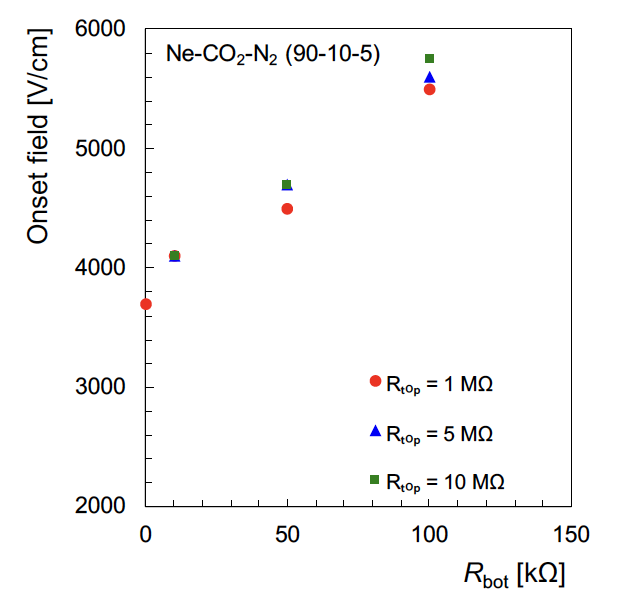 6000
5000
4000
3000
2000
Onset field [V/cm]
Ne-CO₂-N₂ (90-10-5)
Rₜₒₚ = 1 MΩ
Rₜₒₚ = 5 MΩ
Rₜₒₚ = 10 MΩ
0 50 100 150
R_bot [kΩ]